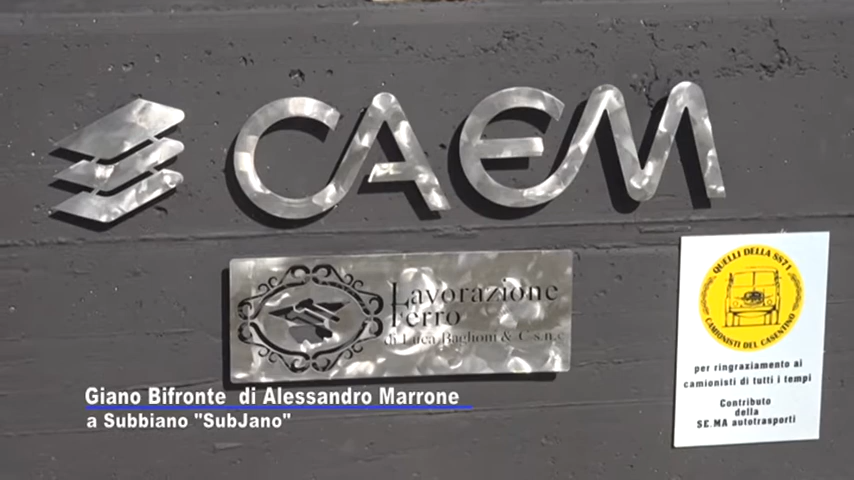 CAEM
Lavorazione
Ferro
di Luca Baglioni & C s.n.c
QUELLI DELLA SS71
CAMIONISTI DEL CASENTINO
per ringraxiamento ai
camionisti di tutti i tempi
Contributo
della
SE.MA autotrasporti
Giano Bifronte di Alessandro Marrone
a Subbiano "SubJano"